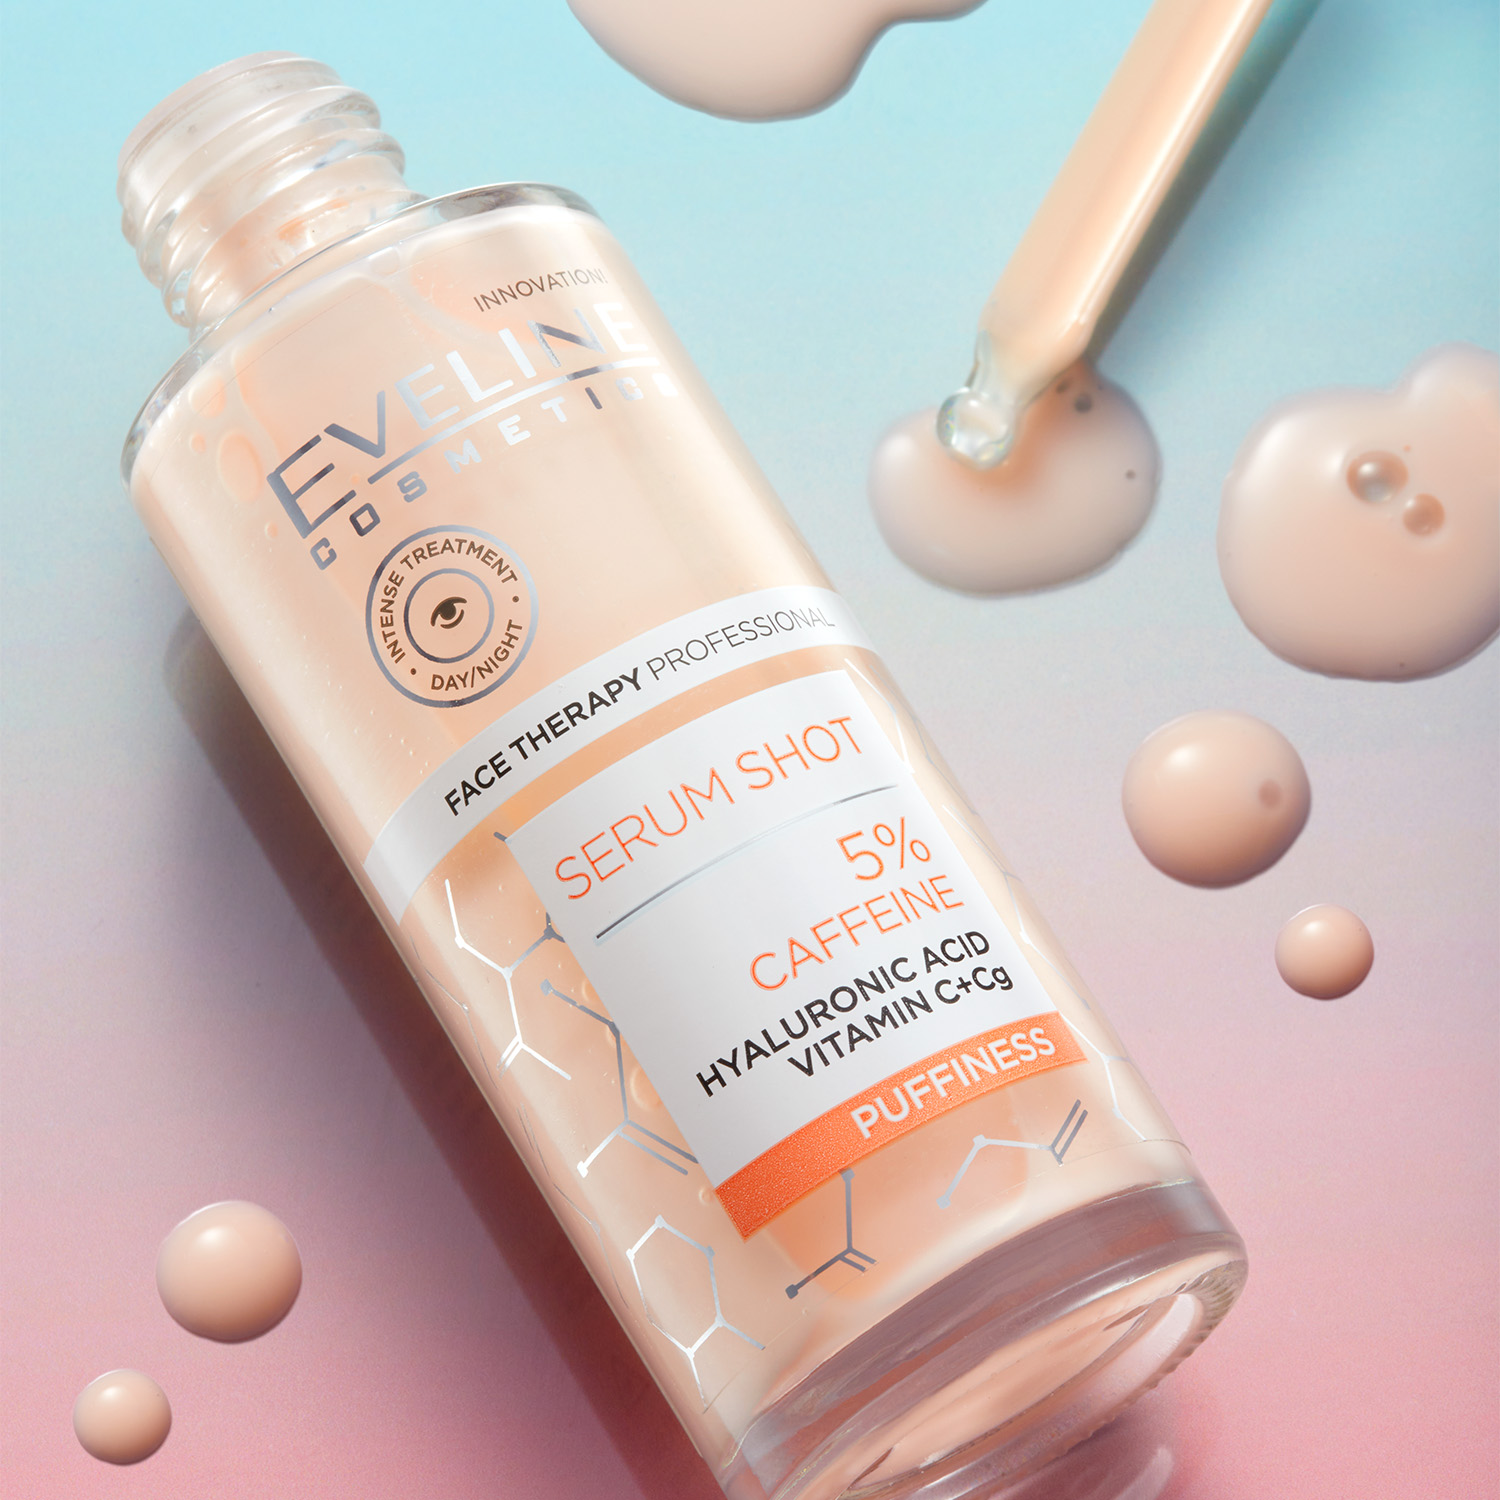 INNOVATION!
EVELINE
COSMETICS
INTENSE TREATMENT
DAY/NIGHT
FACE THERAPY PROFESSIONAL
SERUM SHOT
5%
CAFFEINE
HYALURONIC ACID
VITAMIN C+Cg
PUFFINESS